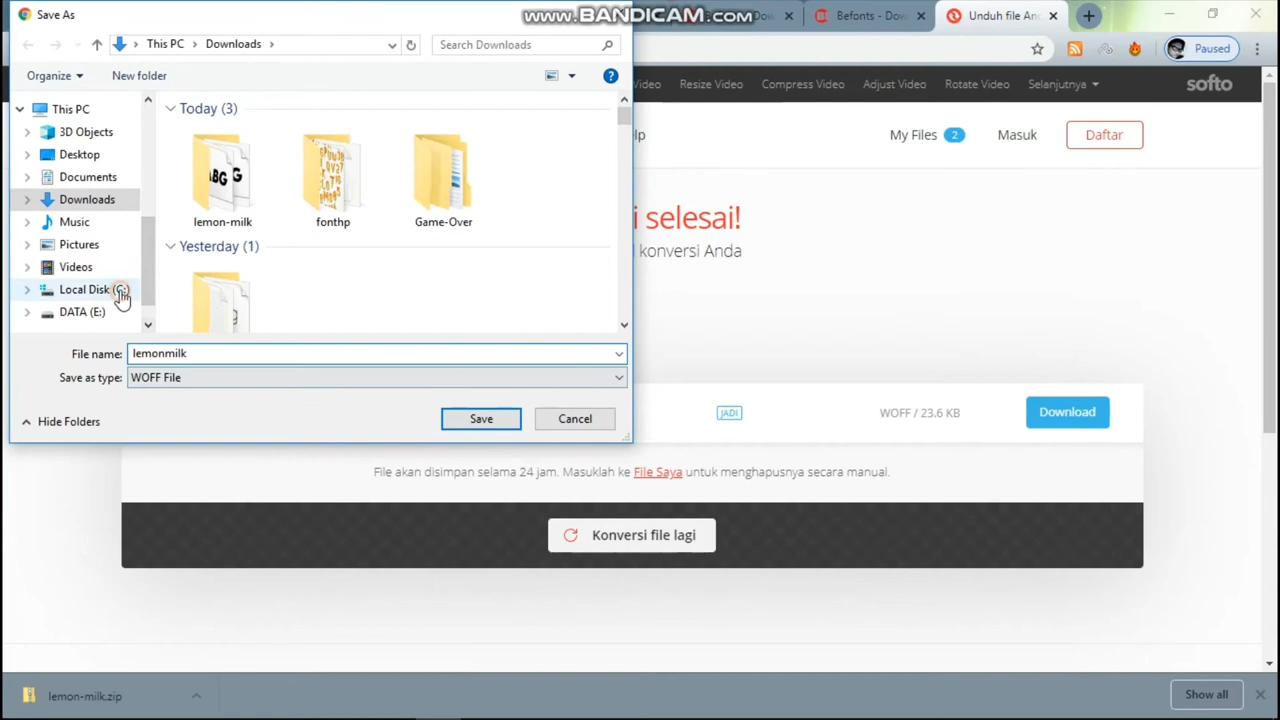 Save As
www.BANDICAM.com
Befonts - Dow
Unduh file An
This PC
Downloads
Search Downloads
Paused
Organize
New folder
Video
Resize Video
Compress Video
Adjust Video
Rotate Video
Selanjutnya
softo
This PC
3D Objects
Desktop
Documents
Downloads
Music
Pictures
Videos
Local Disk (C:)
DATA (E:)
Today (3)
lemon-milk
fonthp
Game-Over
Yesterday (1)
My Files 2
Masuk
Daftar
i selesai!
konversi Anda
File name: lemonmilk
Save as type: WOFF File
Hide Folders
Save
Cancel
JADI
WOFF / 23.6 KB
Download
File akan disimpan selama 24 jam. Masuklah ke File Saya untuk menghapusnya secara manual.
Konversi file lagi
lemon-milk.zip
Show all